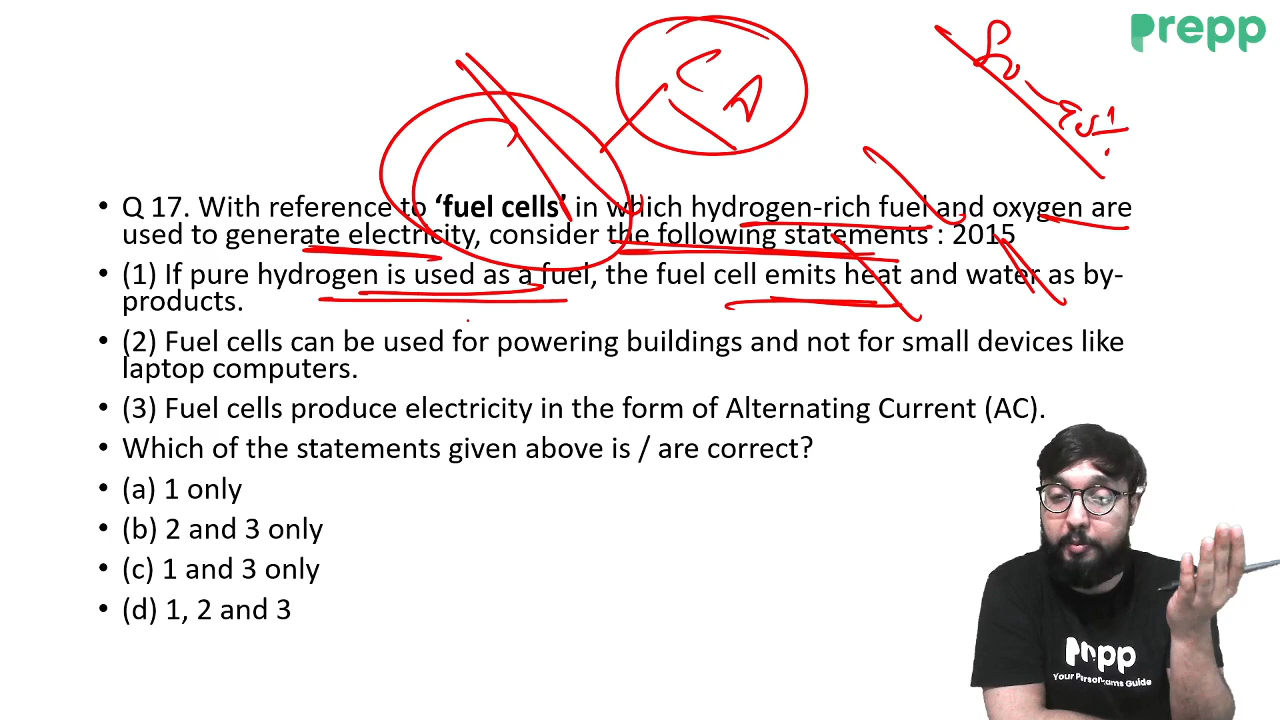 prepp
CA
• Q 17. With reference to ‘fuel cells’ in which hydrogen-rich fuel and oxygen are
used to generate electricity, consider the following statements : 2015
• (1) If pure hydrogen is used as a fuel, the fuel cell emits heat and water as by-
products.
• (2) Fuel cells can be used for powering buildings and not for small devices like
laptop computers.
• (3) Fuel cells produce electricity in the form of Alternating Current (AC).
• Which of the statements given above is / are correct?
• (a) 1 only
• (b) 2 and 3 only
• (c) 1 and 3 only
• (d) 1, 2 and 3
prepp